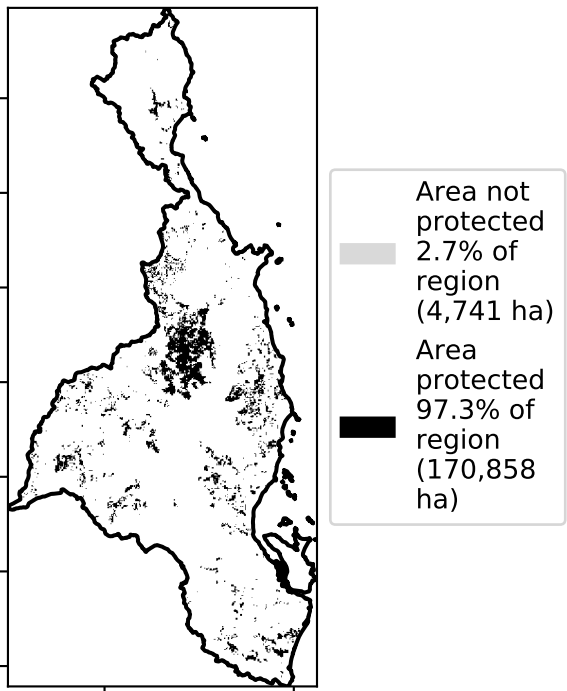 Area not
protected
2.7% of
region
(4,741 ha)
Area
protected
97.3% of
region
(170,858
ha)